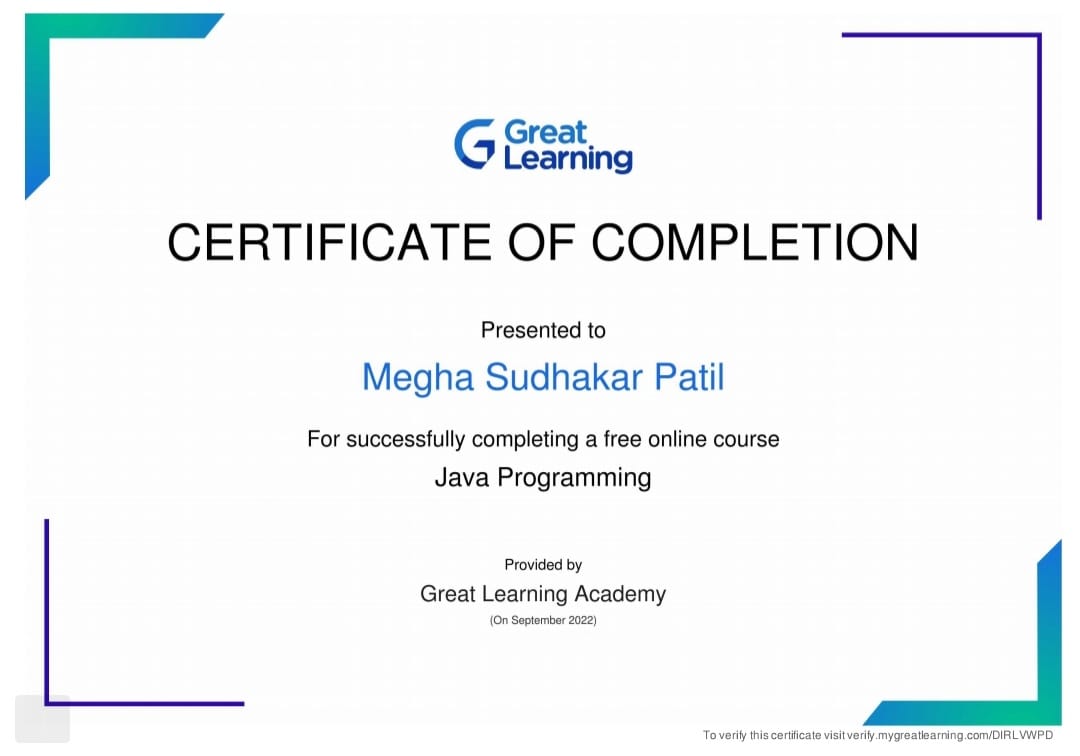 Great
Learning
CERTIFICATE OF COMPLETION
Presented to
Megha Sudhakar Patil
For successfully completing a free online course
Java Programming
Provided by
Great Learning Academy
(On September 2022)
To verify this certificate visit verify.mygreatlearning.com/DIRLVWPD